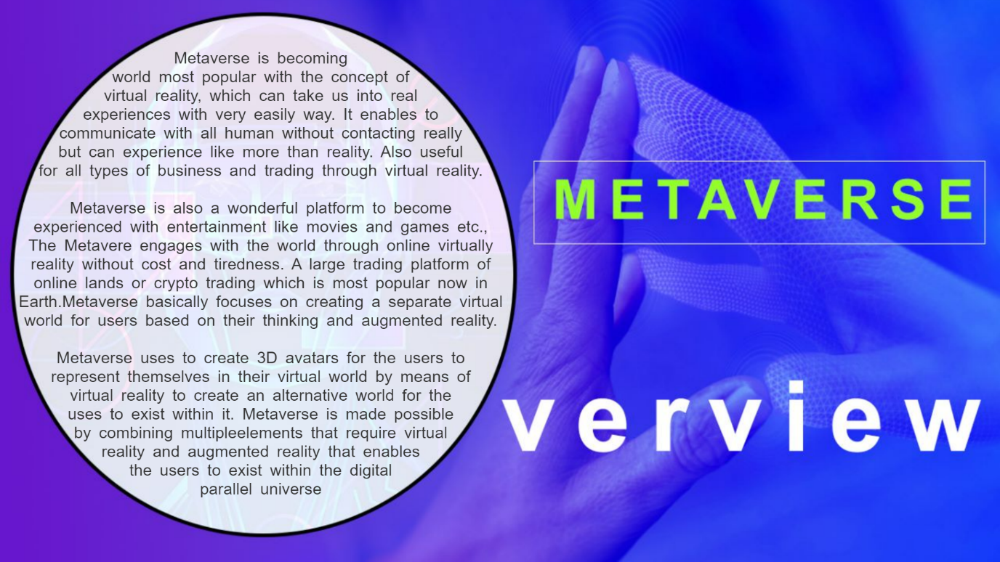 Metaverse is becoming
world most popular with the concept of
virtual reality, which can take us into real
experiences with very easily way. It enables to
communicate with all human without contacting really
but can experience like more than reality. Also useful
for all types of business and trading through virtual reality.
Metaverse is also a wonderful platform to become
experienced with entertainment like movies and games etc.,
The Metavere engages with the world through online virtually
reality without cost and tiredness. A large trading platform of
online lands or crypto trading which is most popular now in
Earth.Metaverse basically focuses on creating a separate virtual
world for users based on their thinking and augmented reality.
Metaverse uses to create 3D avatars for the users to
represent themselves in their virtual world by means of
virtual reality to create an alternative world for the
uses to exist within it. Metaverse is made possible
by combining multipleelements that require virtual
reality and augmented reality that enables
the users to exist within the digital
parallel universe
METAVERSE
verview